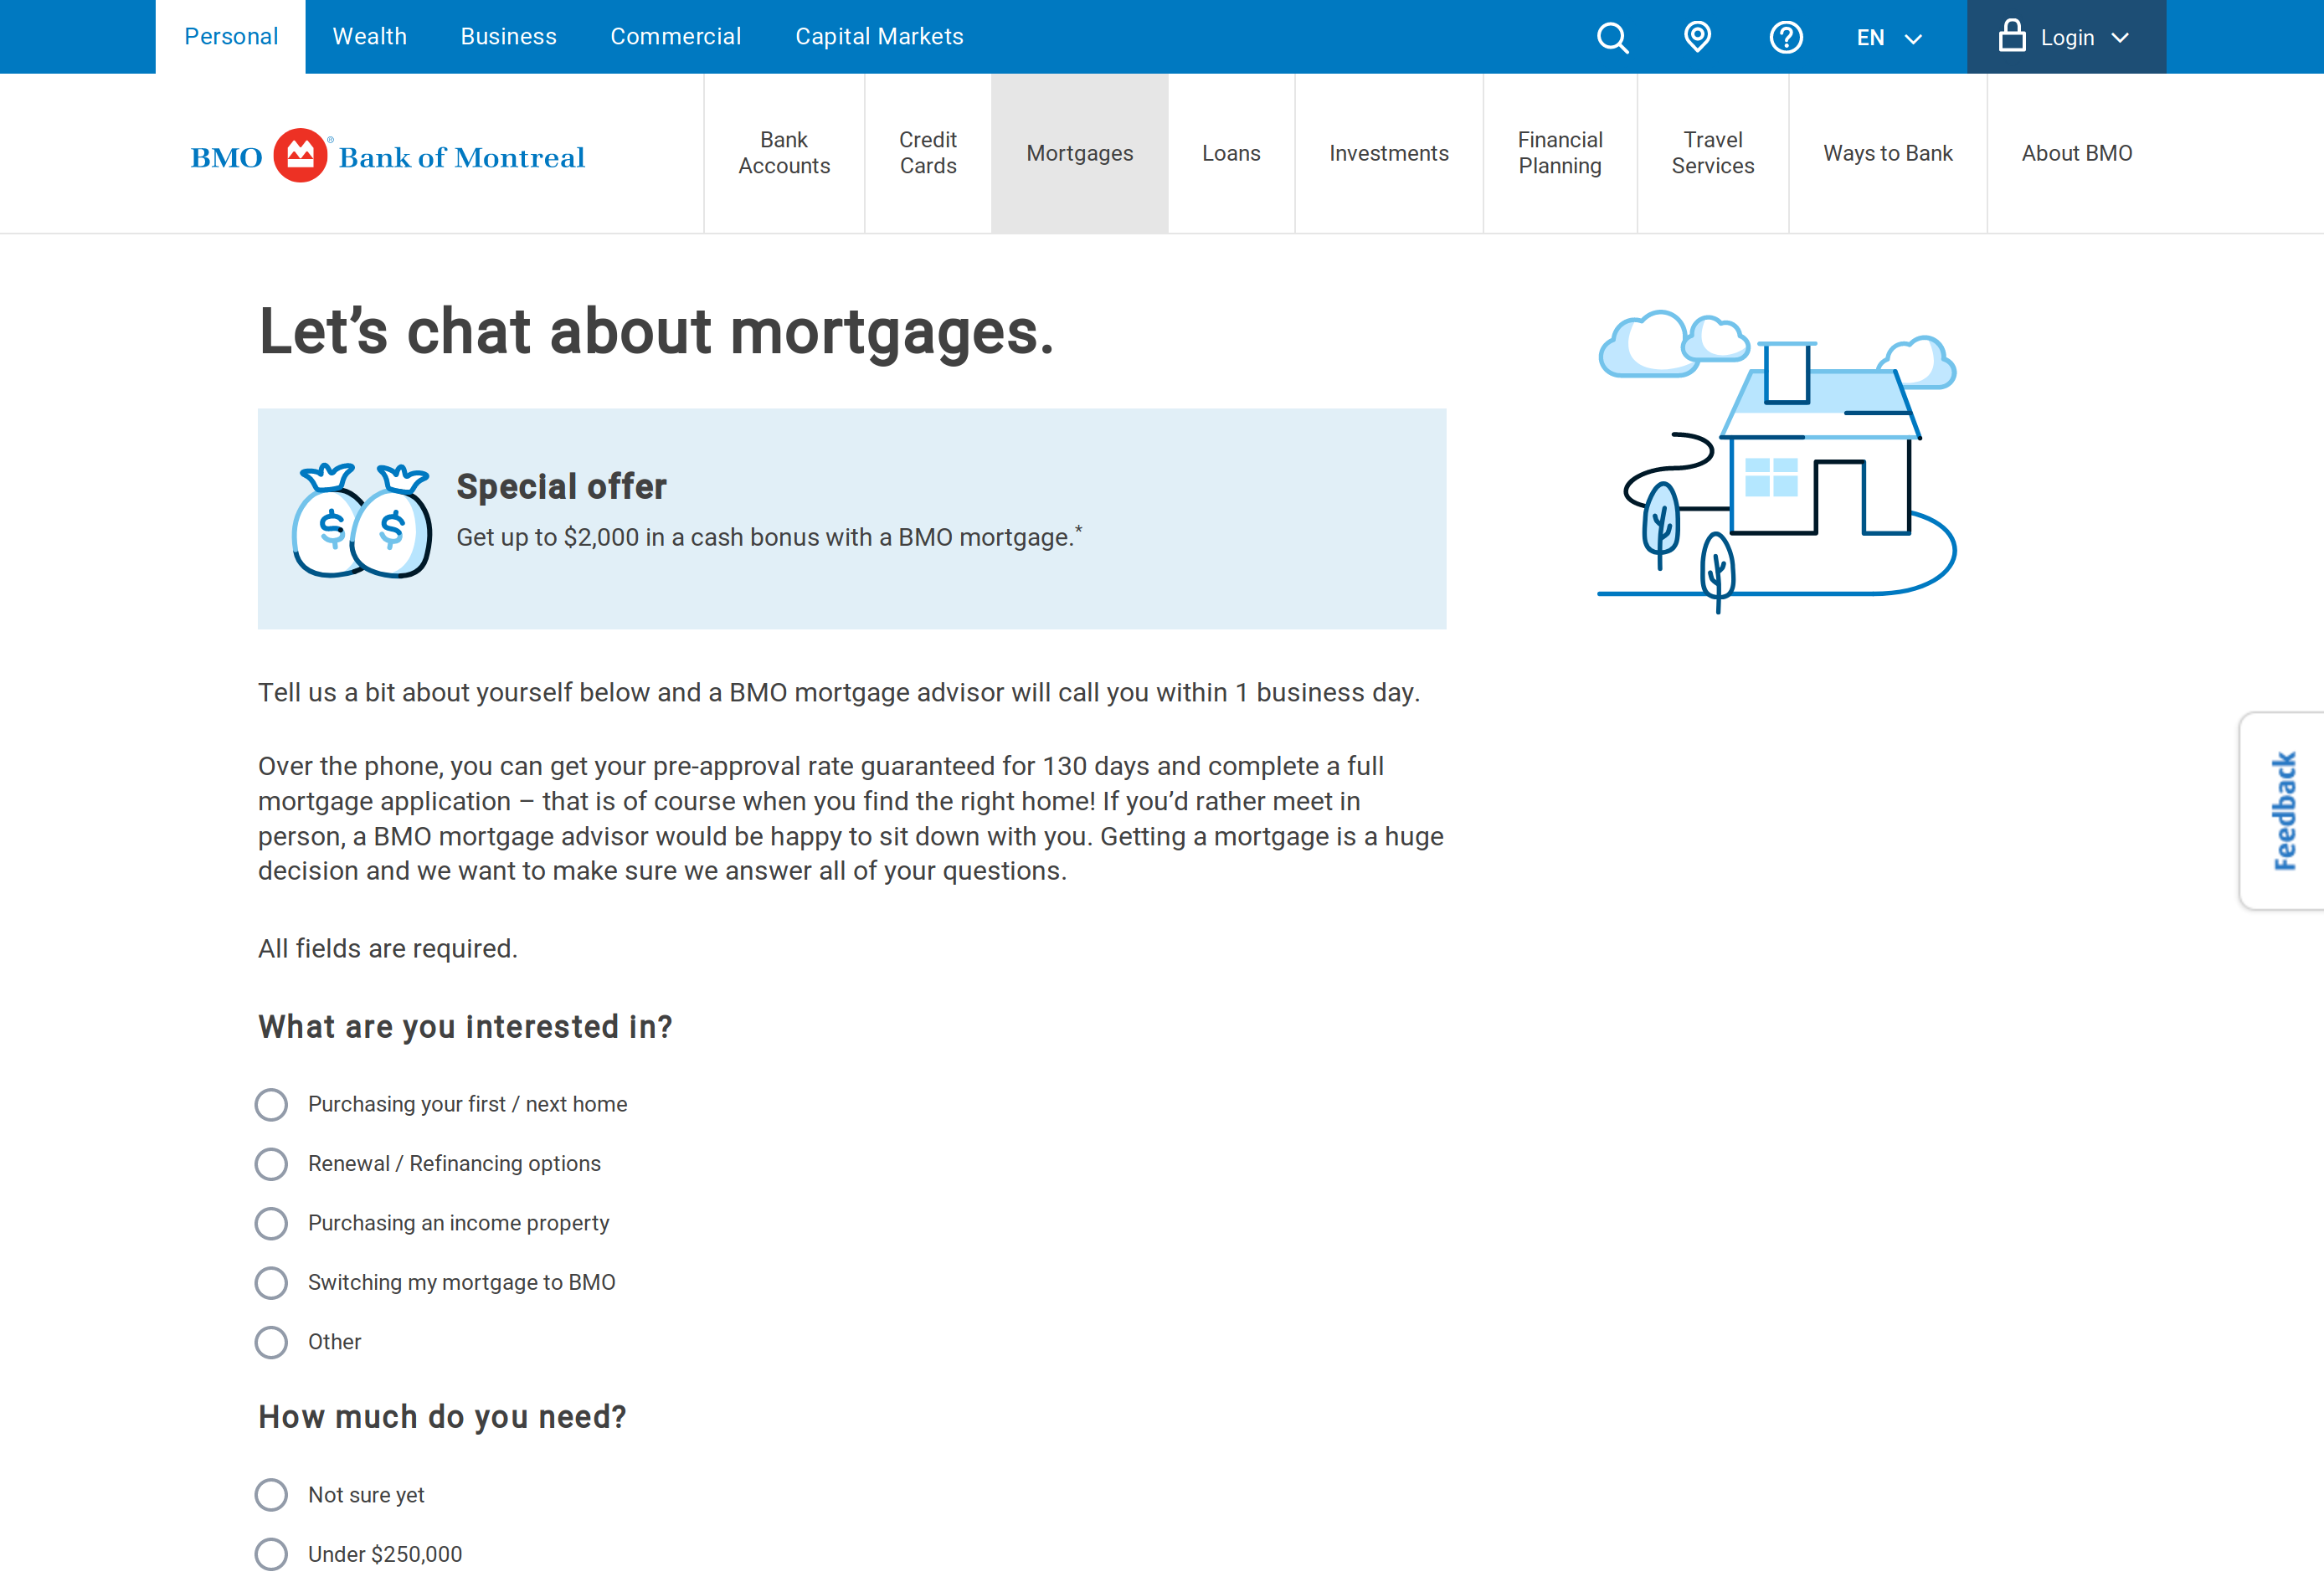 Personal Wealth Business Commercial Capital Markets EN Login
BMO ® Bank of Montreal
Bank Accounts
Credit Cards
Mortgages
Loans
Investments
Financial Planning
Travel Services
Ways to Bank
About BMO
Let’s chat about mortgages.
$ $
Special offer
Get up to $2,000 in a cash bonus with a BMO mortgage.*
Tell us a bit about yourself below and a BMO mortgage advisor will call you within 1 business day.
Feedback
Over the phone, you can get your pre-approval rate guaranteed for 130 days and complete a full
mortgage application – that is of course when you find the right home! If you’d rather meet in
person, a BMO mortgage advisor would be happy to sit down with you. Getting a mortgage is a huge
decision and we want to make sure we answer all of your questions.
All fields are required.
What are you interested in?
Purchasing your first / next home
Renewal / Refinancing options
Purchasing an income property
Switching my mortgage to BMO
Other
How much do you need?
Not sure yet
Under $250,000